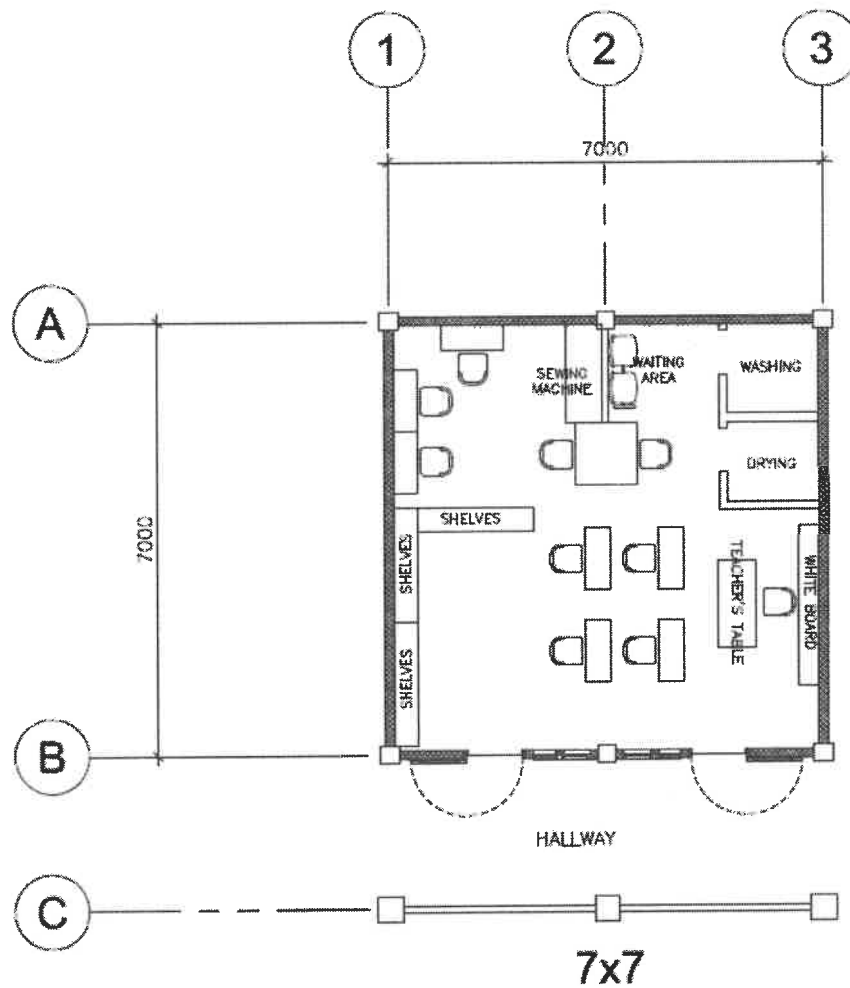 1 2 3
7000
A
SEWING
MACHINE
WAITING
AREA
WASHING
DRYING
7000
SHELVES
SHELVES
SHELVES
TEACHER'S TABLE
WHITE BOARD
B
HALLWAY
C
7x7